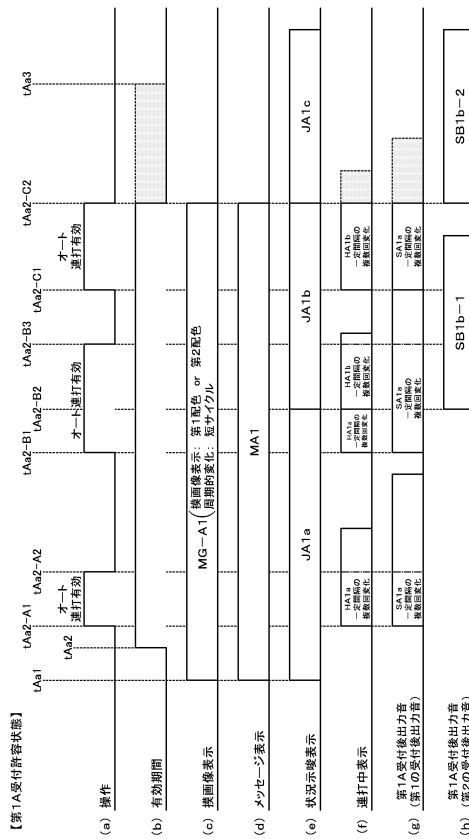 【第1A受付許容状態】
tAa1
tAa2
tAa2-A1
tAa2-A2
tAa2-B1
tAa2-B2
tAa2-B3
tAa2-C1
tAa2-C2
tAa3
(a) 操作
オート
連打有効
オート連打有効
オート
連打有効
(b) 有効期間
(c) 摸画像表示
MG-A1(摸画像表示: 第1配色 or 第2配色
周期的変化: 短サイクル
(d) メッセージ表示
MA1
(e) 状況示唆表示
JA1a
JA1b
JA1c
(f) 連打中表示
HA1a
一定間隔の
複数回変化
HA1a
一定間隔の
複数回変化
HA1b
一定間隔の
複数回変化
HA1b
一定間隔の
複数回変化
(g) 第1A受付後出力音
(第1の受付後出力音)
SA1a
一定間隔の
複数回変化
SA1a
一定間隔の
複数回変化
SA1a
一定間隔の
複数回変化
(h) 第1A受付後出力音
(第2の受付後出力音)
SB1b-1
SB1b-2